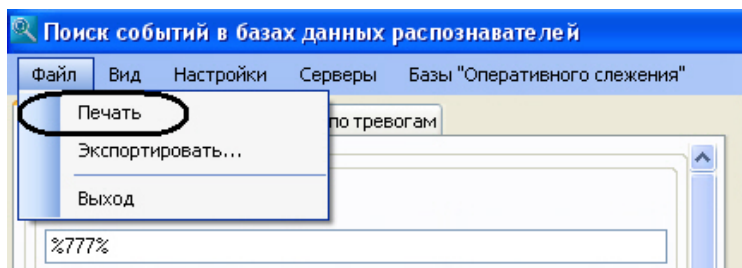 Поиск событий в базах данных распознавателей
Файл Вид Настройки Серверы Базы "Оперативного слежения"
Печать
по тревогам
Экспортировать...
Выход
%777%